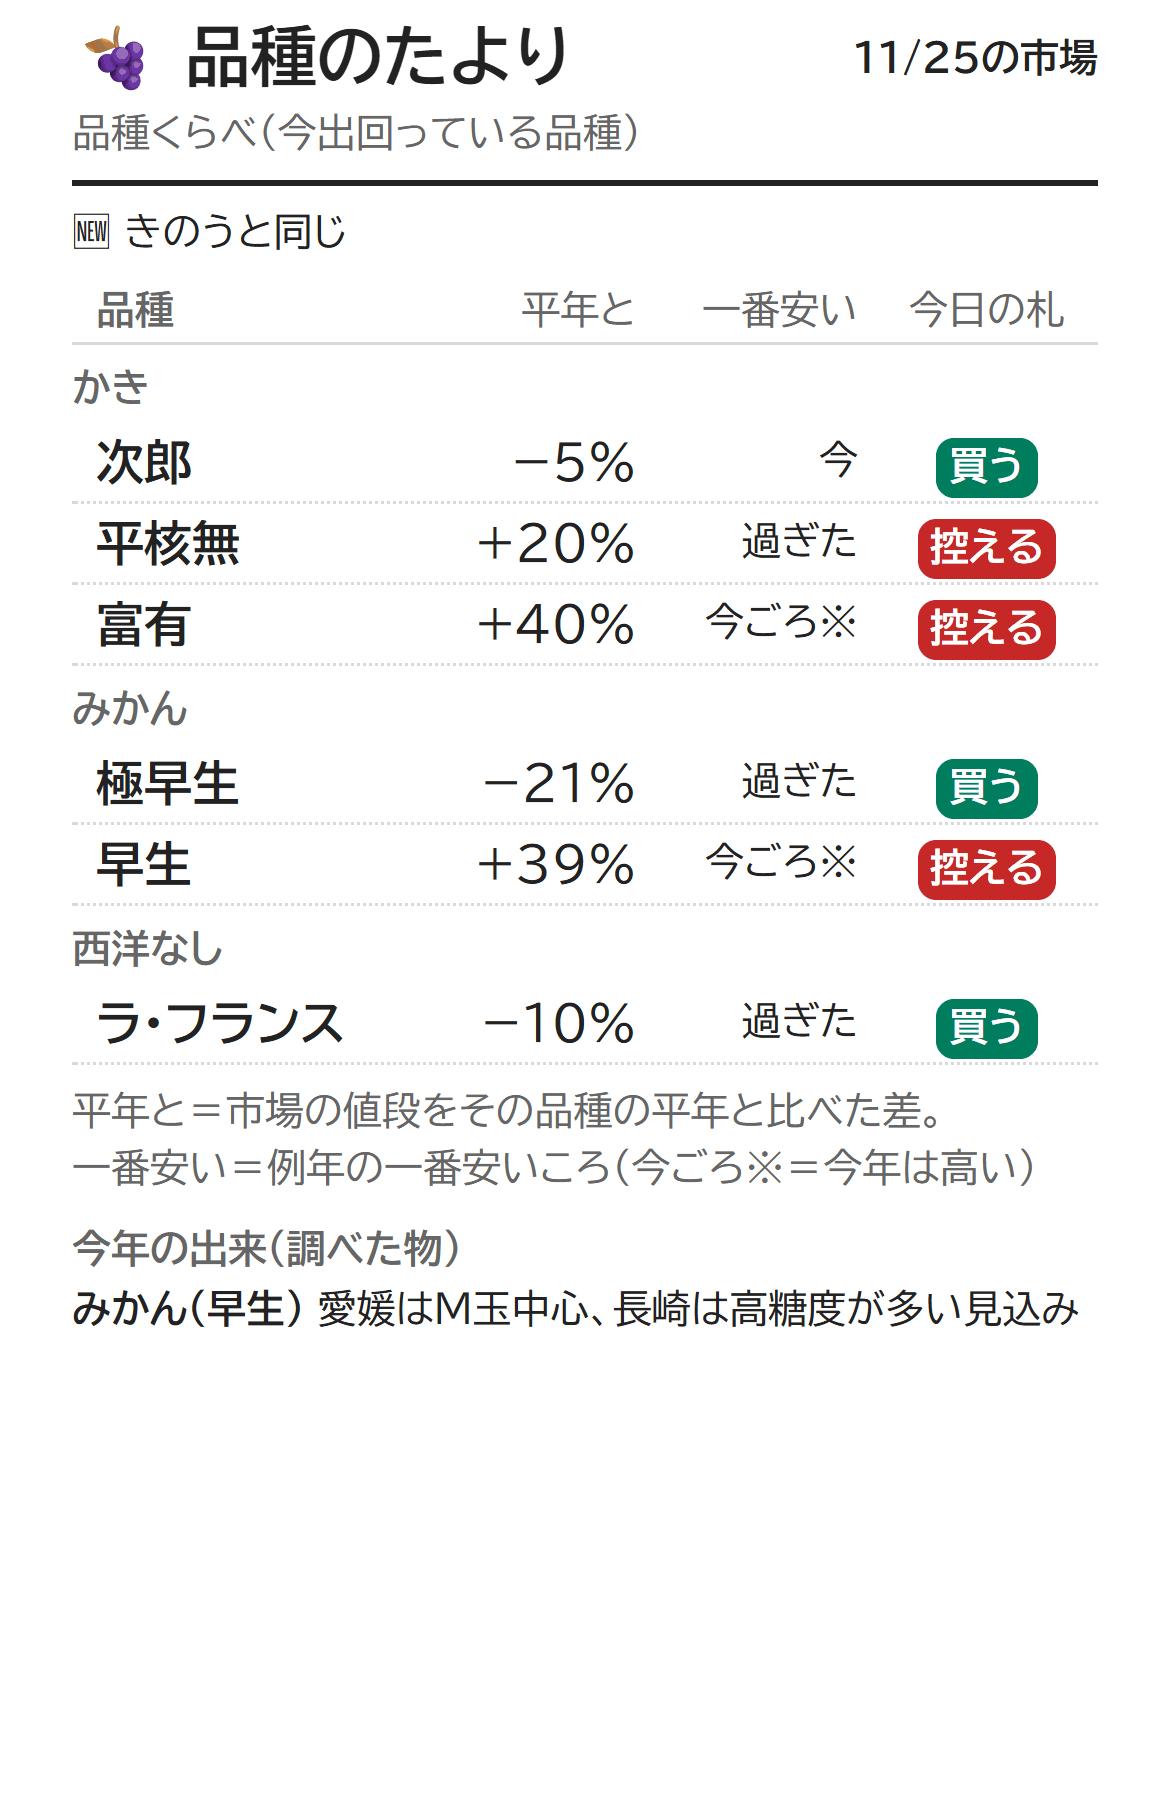 品種のたより
11/25の市場
品種くらべ(今出回っている品種)
🆕 きのうと同じ
品種 平年と 一番安い 今日の札
かき
次郎 −5% 今 買う
平核無 +20% 過ぎた 控える
富有 +40% 今ごろ※ 控える
みかん
極早生 −21% 過ぎた 買う
早生 +39% 今ごろ※ 控える
西洋なし
ラ・フランス −10% 過ぎた 買う
平年と=市場の値段をその品種の平年と比べた差。
一番安い=例年の一番安いころ(今ごろ※=今年は高い)
今年の出来(調べた物)
みかん(早生) 愛媛はM玉中心、長崎は高糖度が多い見込み